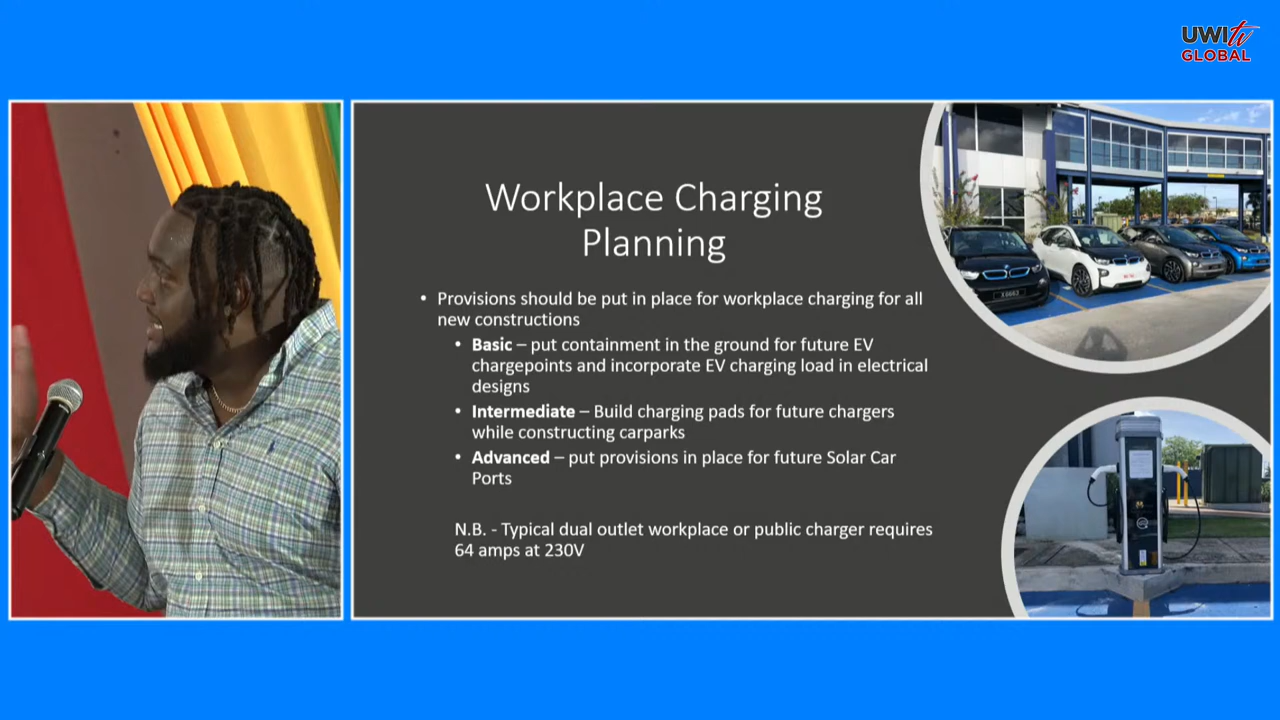 UWItv
GLOBAL
Workplace Charging
Planning
• Provisions should be put in place for workplace charging for all
new constructions
• Basic – put containment in the ground for future EV
chargepoints and incorporate EV charging load in electrical
designs
• Intermediate – Build charging pads for future chargers
while constructing carparks
• Advanced – put provisions in place for future Solar Car
Ports
N.B. - Typical dual outlet workplace or public charger requires
64 amps at 230V